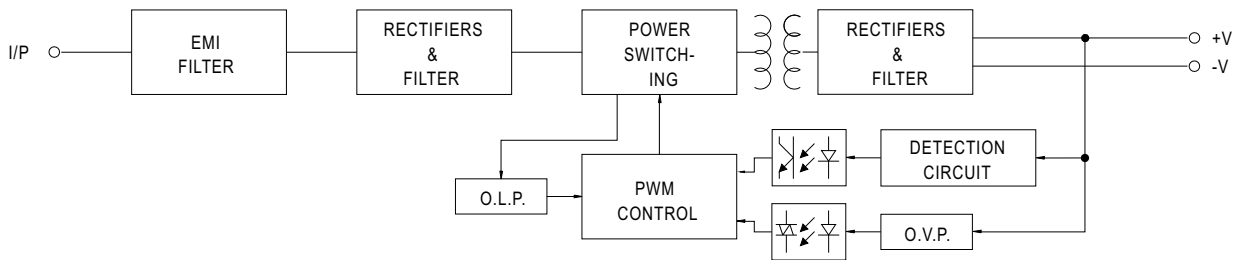 I/P
EMI
FILTER
RECTIFIERS
&
FILTER
POWER
SWITCH-
ING
RECTIFIERS
&
FILTER
+V
-V
O.L.P.
PWM
CONTROL
DETECTION
CIRCUIT
O.V.P.